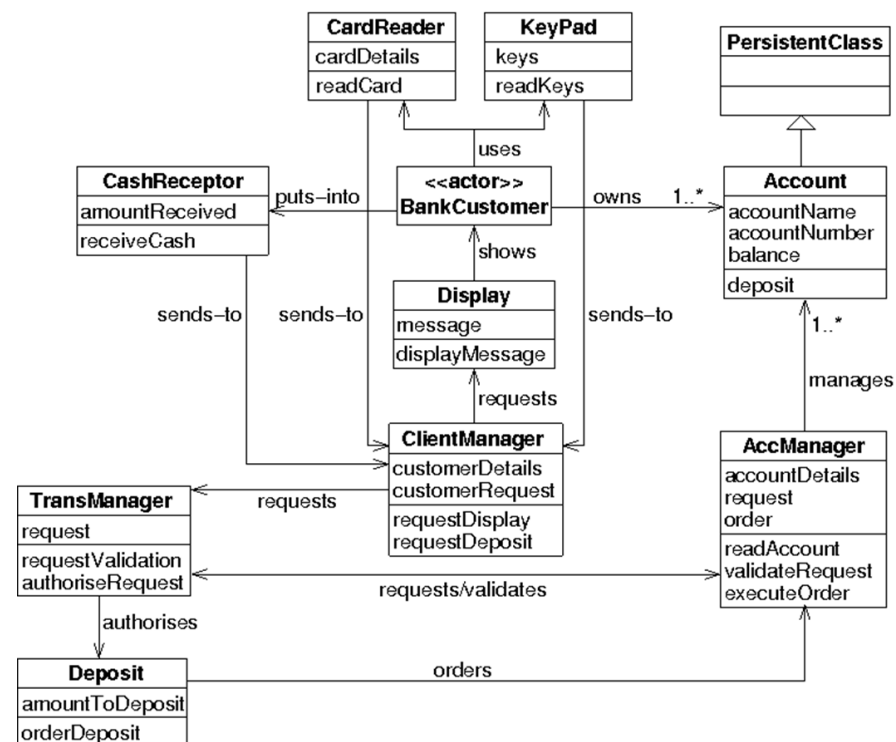 CardReader
cardDetails
readCard
KeyPad
keys
readKeys
PersistentClass
uses
CashReceptor
amountReceived
receiveCash
puts-into
<<actor>>
BankCustomer
owns
1..*
Account
accountName
accountNumber
balance
deposit
shows
Display
message
displayMessage
sends-to
sends-to
sends-to
1..*
manages
requests
ClientManager
customerDetails
customerRequest
requestDisplay
requestDeposit
AccManager
accountDetails
request
order
readAccount
validateRequest
executeOrder
TransManager
request
requestValidation
authoriseRequest
requests
requests/validates
authorises
Deposit
amountToDeposit
orderDeposit
orders